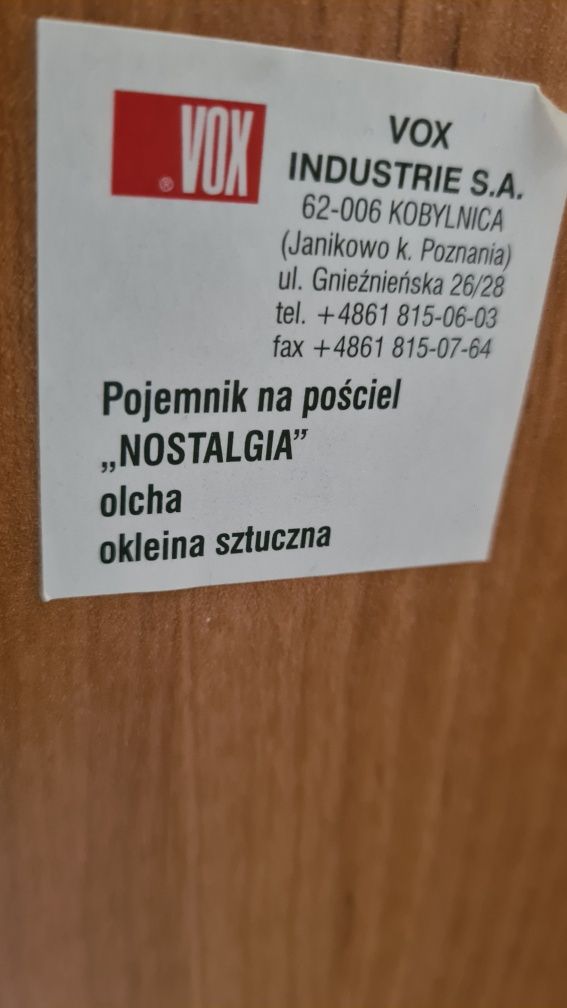 ® VOX
VOX
INDUSTRIE S.A.
62-006 KOBYLNICA
(Janikowo k. Poznania)
ul. Gnieźnieńska 26/28
tel. +4861 815-06-03
fax +4861 815-07-64
Pojemnik na pościel
„NOSTALGIA”
olcha
okleina sztuczna